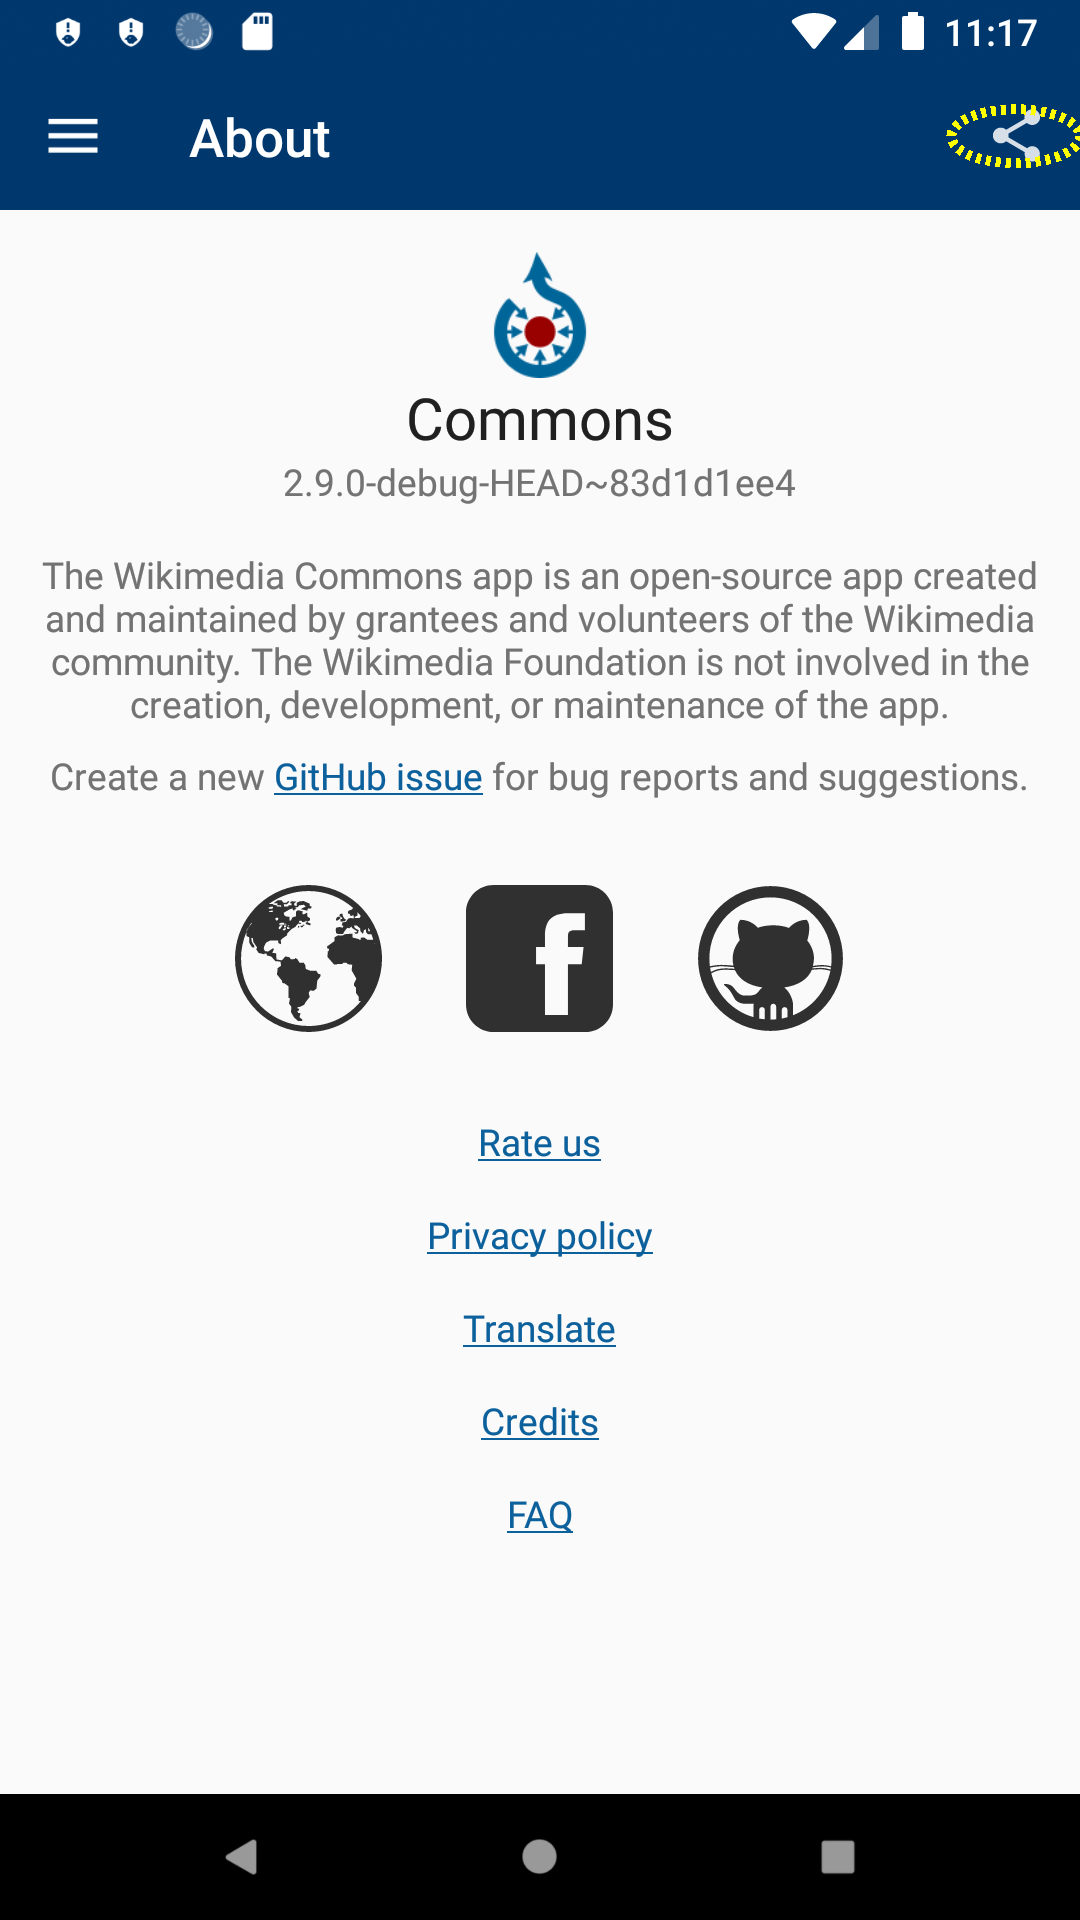 11:17
About
Commons
2.9.0-debug-HEAD~83d1d1ee4
The Wikimedia Commons app is an open-source app created
and maintained by grantees and volunteers of the Wikimedia
community. The Wikimedia Foundation is not involved in the
creation, development, or maintenance of the app.
Create a new GitHub issue for bug reports and suggestions.
Rate us
Privacy policy
Translate
Credits
FAQ